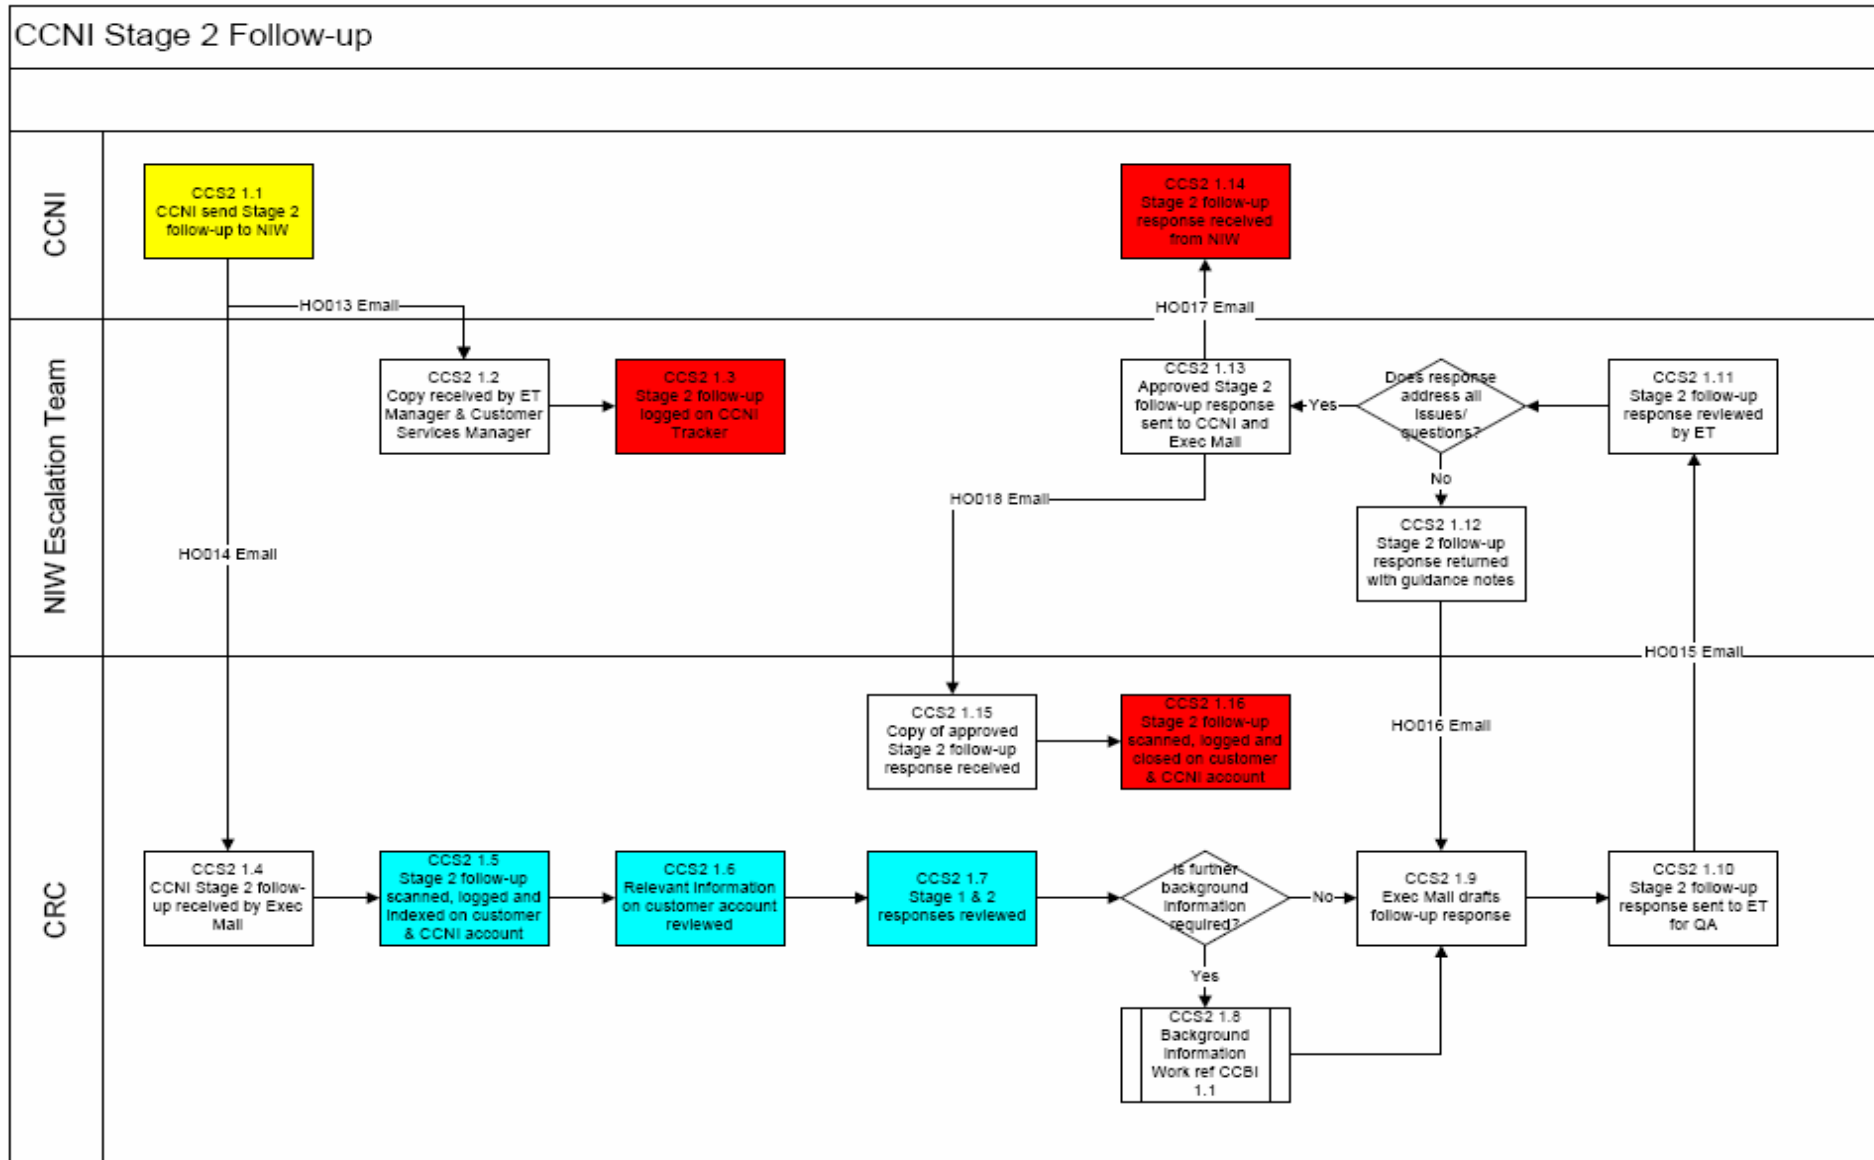 CCNI Stage 2 Follow-up
CCNI
CCS2 1.1
CCNI send Stage 2
follow-up to NIW
CCS2 1.14
Stage 2 follow-up
response received
from NIW
HO013 Email
HO017 Email
NIW Escalation Team
CCS2 1.2
Copy received by ET
Manager & Customer
Services Manager
CCS2 1.3
Stage 2 follow-up
logged on CCNI
Tracker
CCS2 1.13
Approved Stage 2
follow-up response
sent to CCNI and
Exec Mail
Yes
Does response
address all
issues/
questions?
CCS2 1.11
Stage 2 follow-up
response reviewed
by ET
No
HO018 Email
CCS2 1.12
Stage 2 follow-up
response returned
with guidance notes
HO014 Email
HO015 Email
CRC
CCS2 1.15
Copy of approved
Stage 2 follow-up
response received
CCS2 1.16
Stage 2 follow-up
scanned, logged and
closed on customer
& CCNI account
HO016 Email
CCS2 1.4
CCNI Stage 2 follow-
up received by Exec
Mail
CCS2 1.5
Stage 2 follow-up
scanned, logged and
indexed on customer
& CCNI account
CCS2 1.6
Relevant information
on customer account
reviewed
CCS2 1.7
Stage 1 & 2
responses reviewed
Is further
background
information
required?
No
CCS2 1.9
Exec Mail drafts
follow-up response
CCS2 1.10
Stage 2 follow-up
response sent to ET
for QA
Yes
CCS2 1.8
Background
Information
Work ref CCBI
1.1